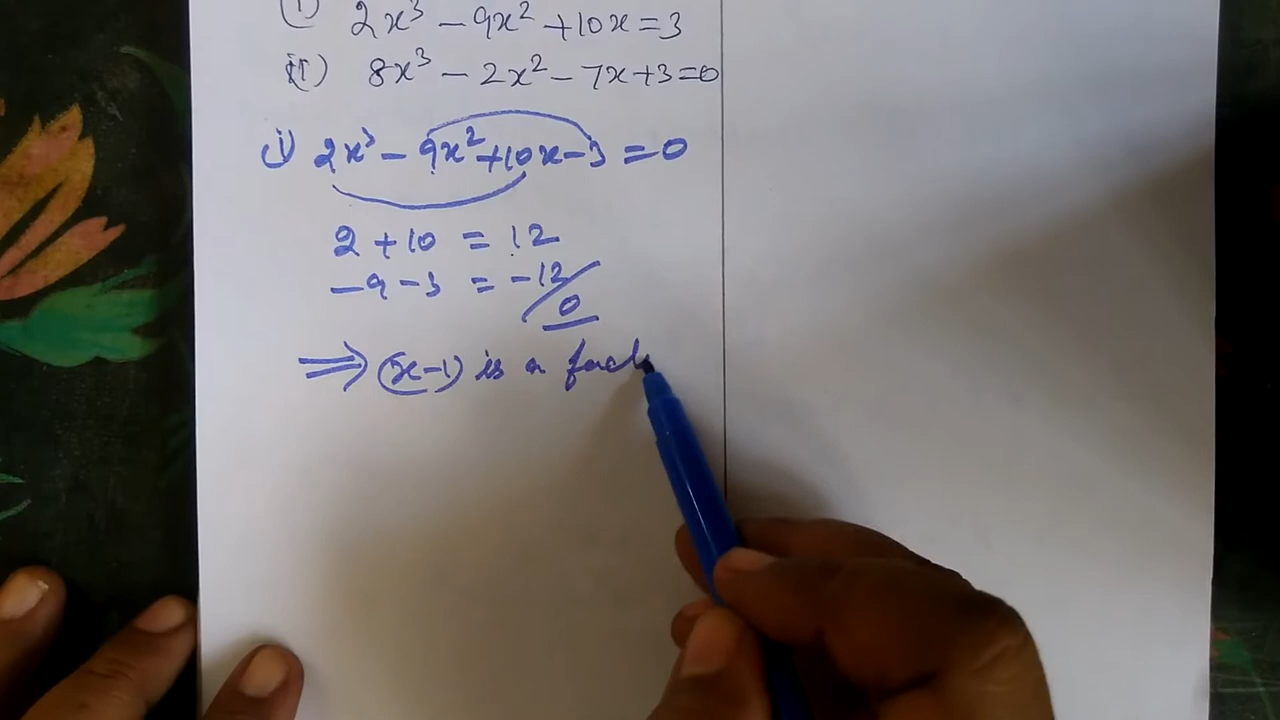 (i) 2x³ - 9x² + 10x = 3
(ii) 8x³ - 2x² - 7x + 3 = 0
i) 2x³ - 9x² + 10x - 3 = 0
2 + 10 = 12
-9 - 3 = -12
0
⟹ (x-1) is a fact